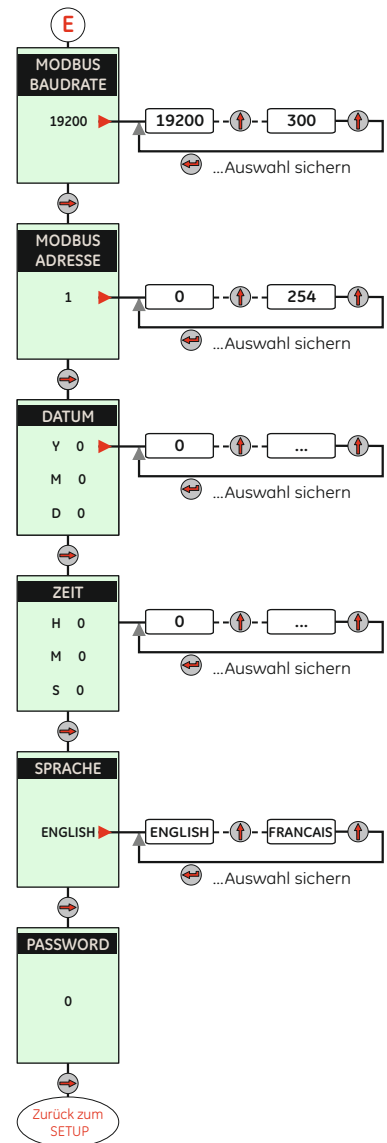 E
MODBUS
BAUDRATE
19200
19200
300
...Auswahl sichern
MODBUS
ADRESSE
1
0
254
...Auswahl sichern
DATUM
Y 0
0
...
M 0
...Auswahl sichern
D 0
ZEIT
H 0
0
...
M 0
...Auswahl sichern
S 0
SPRACHE
ENGLISH
ENGLISH
FRANCAIS
...Auswahl sichern
PASSWORD
0
Zurück zum
SETUP